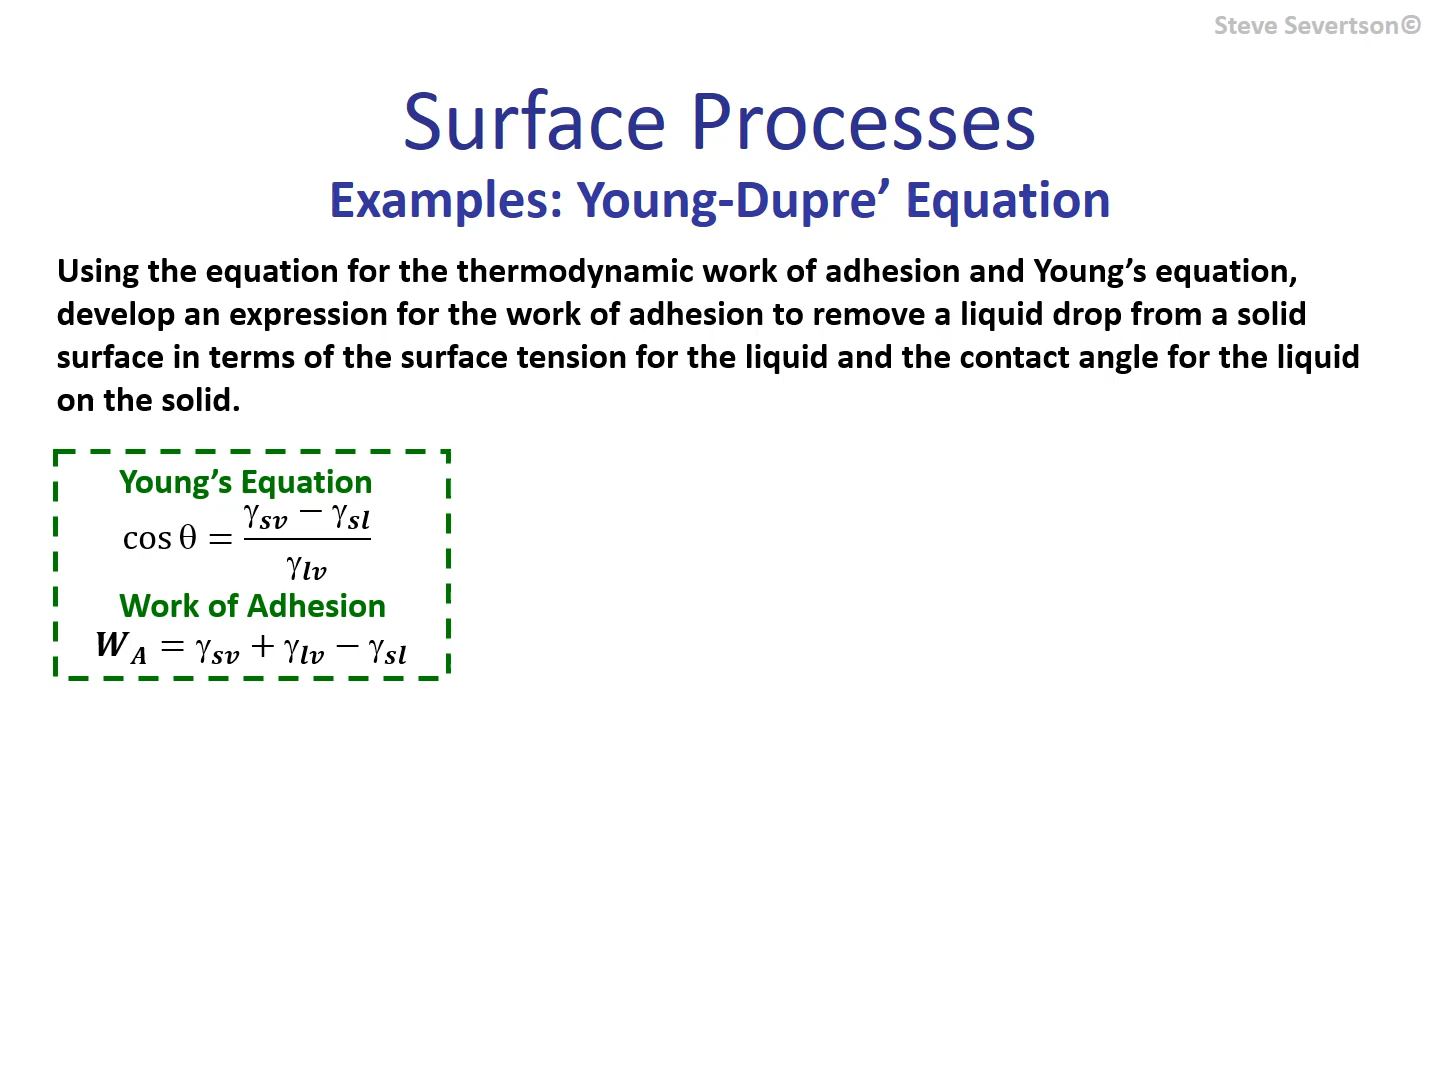 Steve Severtson©
Surface Processes
Examples: Young-Dupre’ Equation
Using the equation for the thermodynamic work of adhesion and Young’s equation,
develop an expression for the work of adhesion to remove a liquid drop from a solid
surface in terms of the surface tension for the liquid and the contact angle for the liquid
on the solid.
Young’s Equation
cos θ = (γsv − γsl) / γlv
Work of Adhesion
W_A = γsv + γlv − γsl